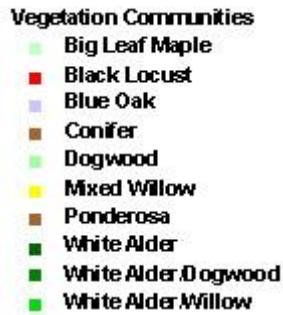 Vegetation Communities
Big Leaf Maple
Black Locust
Blue Oak
Conifer
Dogwood
Mixed Willow
Ponderosa
White Alder
White Alder/Dogwood
White Alder/Willow